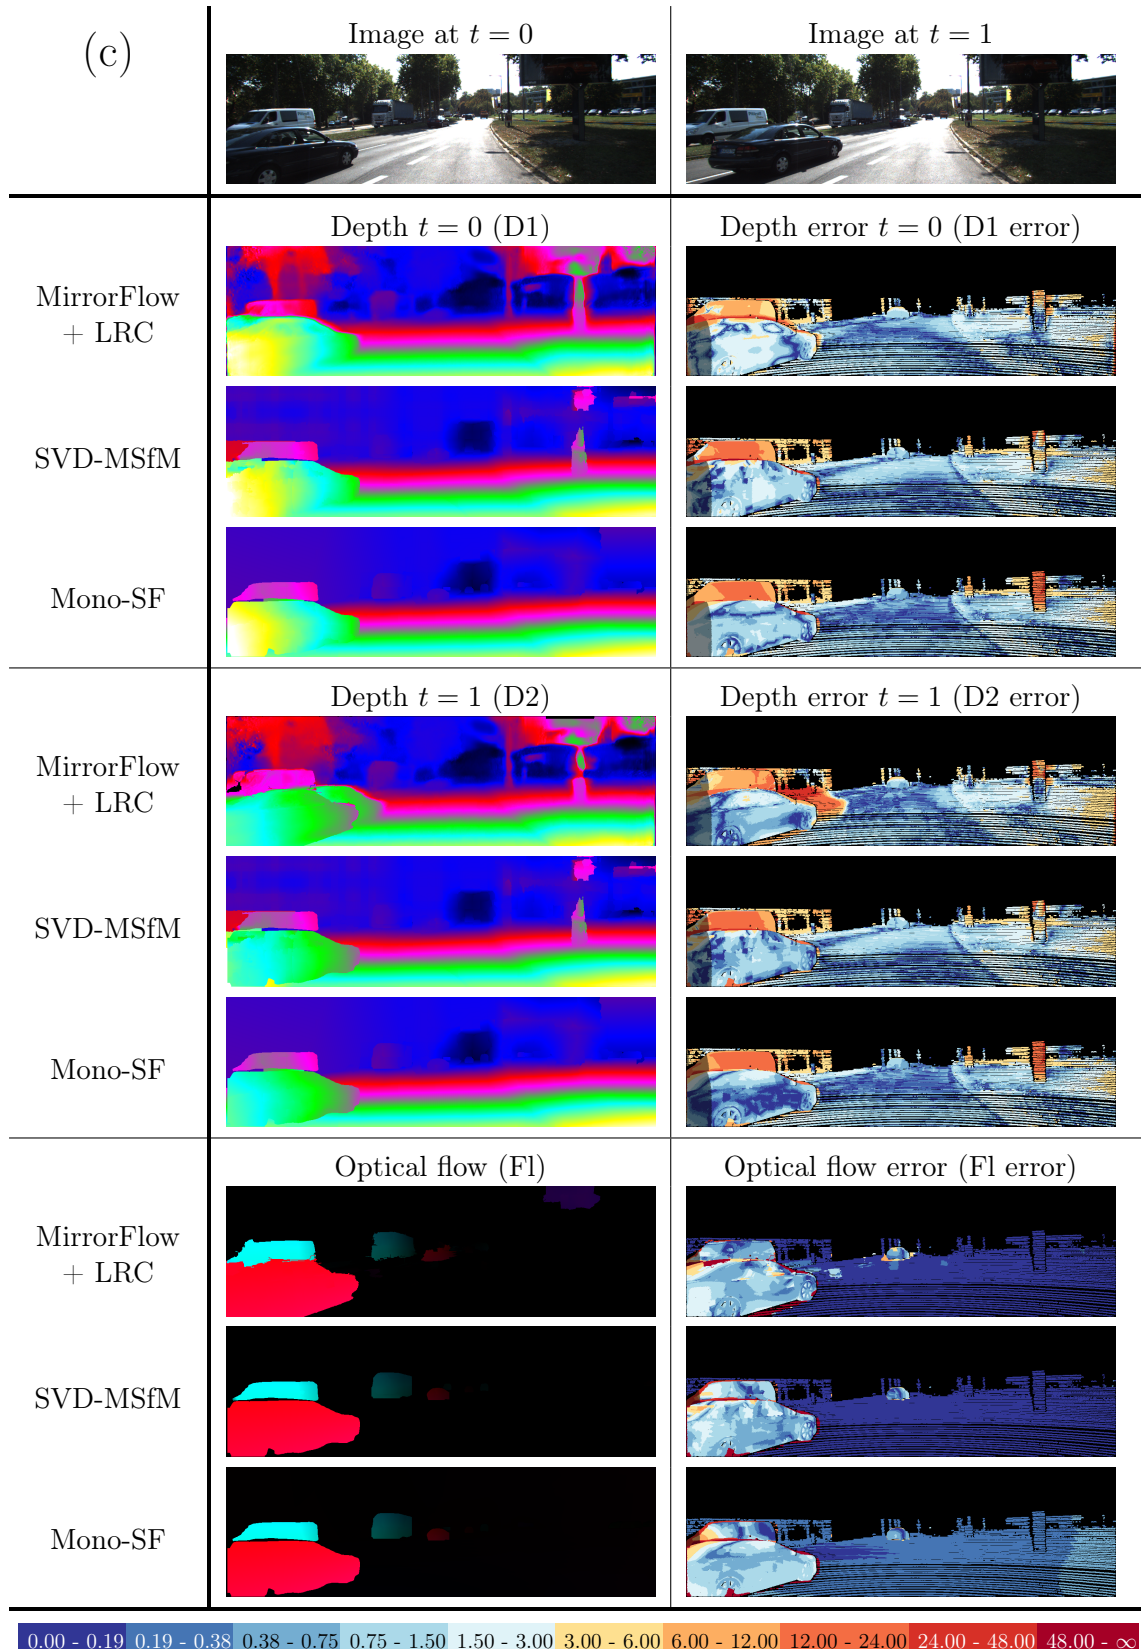 (c)
Image at t = 0
Image at t = 1
Depth t = 0 (D1)
Depth error t = 0 (D1 error)
MirrorFlow
+ LRC
SVD-MSfM
Mono-SF
Depth t = 1 (D2)
Depth error t = 1 (D2 error)
MirrorFlow
+ LRC
SVD-MSfM
Mono-SF
Optical flow (Fl)
Optical flow error (Fl error)
MirrorFlow
+ LRC
SVD-MSfM
Mono-SF
0.00 - 0.19 0.19 - 0.38 0.38 - 0.75 0.75 - 1.50 1.50 - 3.00 3.00 - 6.00 6.00 - 12.00 12.00 - 24.00 24.00 - 48.00 48.00 - ∞